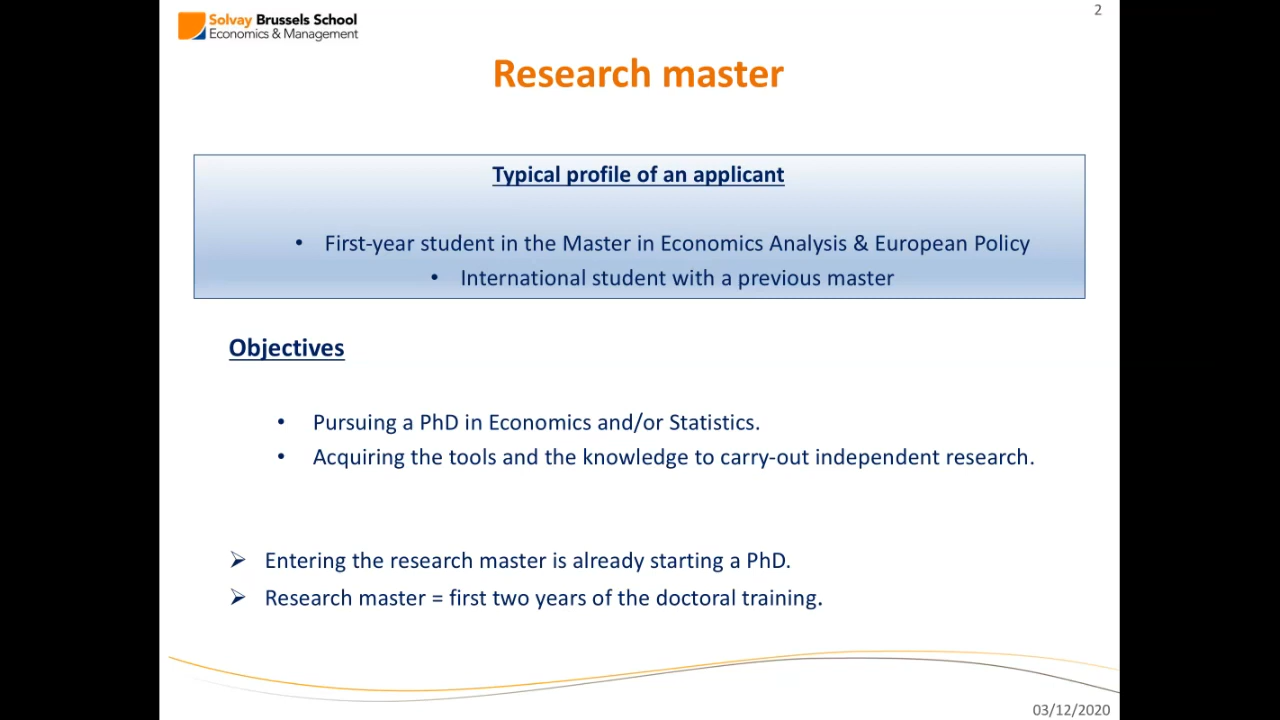 Solvay Brussels School
Economics & Management
2
Research master
Typical profile of an applicant
• First-year student in the Master in Economics Analysis & European Policy
• International student with a previous master
Objectives
• Pursuing a PhD in Economics and/or Statistics.
• Acquiring the tools and the knowledge to carry-out independent research.
➢ Entering the research master is already starting a PhD.
➢ Research master = first two years of the doctoral training.
03/12/2020